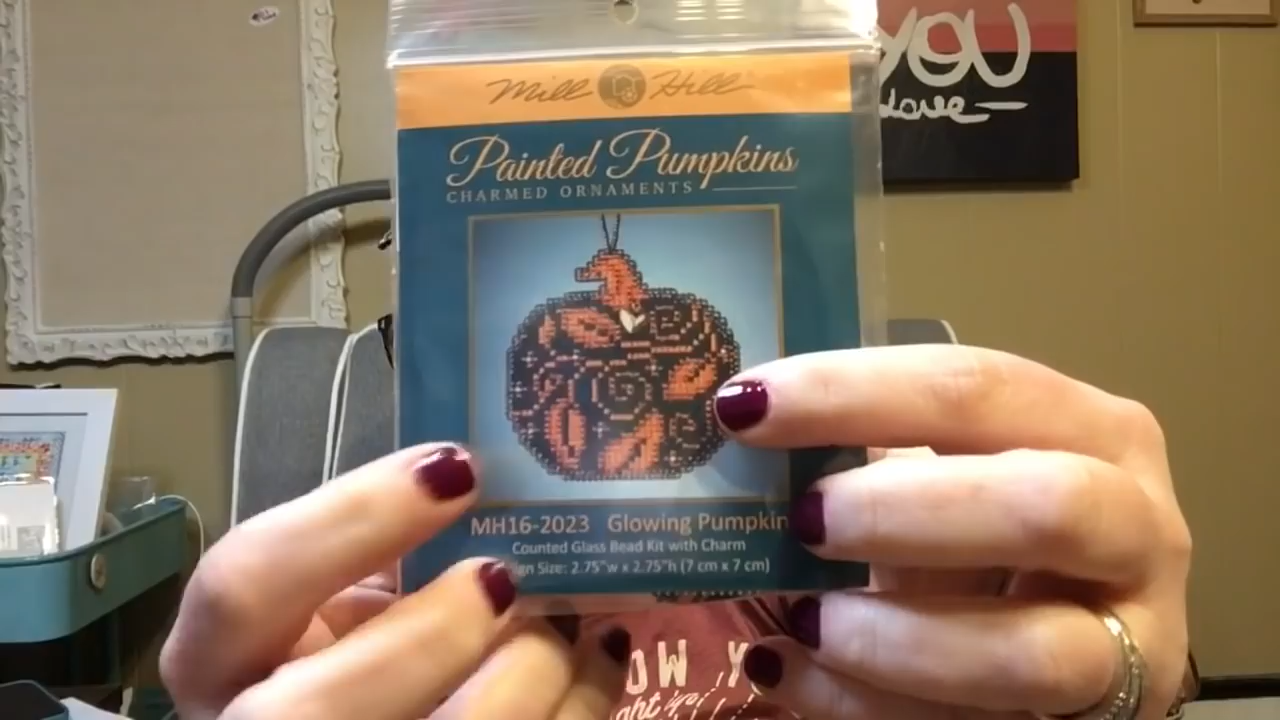 Mill Hill
Painted Pumpkins
CHARMED ORNAMENTS
MH16-2023 Glowing Pumpkin
Counted Glass Bead Kit with Charm
Size: 2.75"w x 2.75"h (7 cm x 7 cm)
YOU
love
OW Y